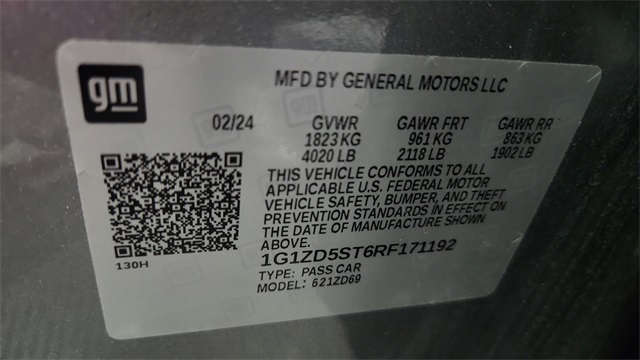 gm
MFD BY GENERAL MOTORS LLC
02/24 GVWR GAWR FRT GAWR RR
1823 KG 961 KG 863 KG
4020 LB 2118 LB 1902 LB
THIS VEHICLE CONFORMS TO ALL
APPLICABLE U.S. FEDERAL MOTOR
VEHICLE SAFETY, BUMPER, AND THEFT
PREVENTION STANDARDS IN EFFECT ON
THE DATE OF MANUFACTURE SHOWN
ABOVE.
130H
1G1ZD5ST6RF171192
TYPE: PASS CAR
MODEL: 621ZD69